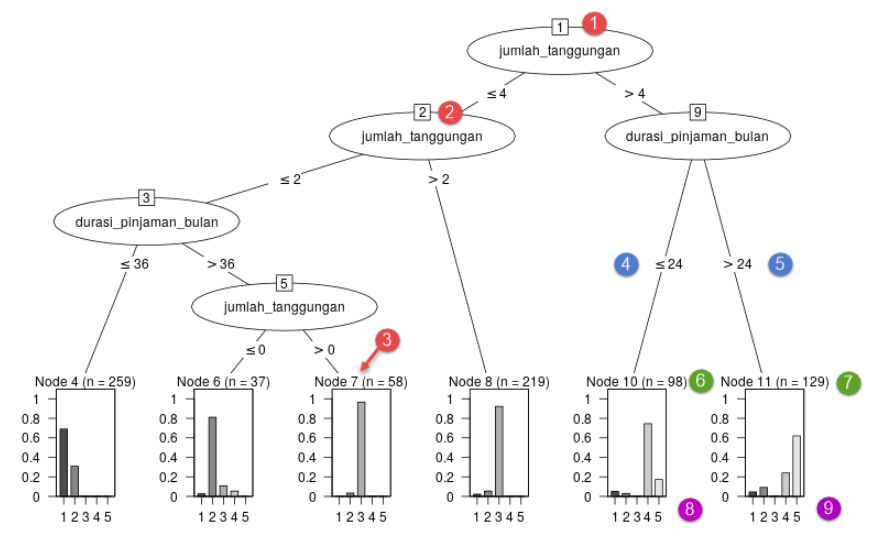 1 1
jumlah_tanggungan
≤4 > 4
2 2 9
jumlah_tanggungan durasi_pinjaman_bulan
≤ 2 > 2
3
durasi_pinjaman_bulan
≤36 >36 4 ≤24 > 24 5
5
jumlah_tanggungan
3
≤0 > 0
Node 4 (n = 259) Node 6 (n = 37) Node 7 (n = 58) Node 8 (n = 219) Node 10 (n = 98) 6 Node 11 (n = 129) 7
1 1 1 1 1 1
0.8 0.8 0.8 0.8 0.8 0.8
0.6 0.6 0.6 0.6 0.6 0.6
0.4 0.4 0.4 0.4 0.4 0.4
0.2 0.2 0.2 0.2 0.2 0.2
0 0 0 0 0 0
1 2 3 4 5 1 2 3 4 5 1 2 3 4 5 1 2 3 4 5 1 2 3 4 5 8 1 2 3 4 5 9